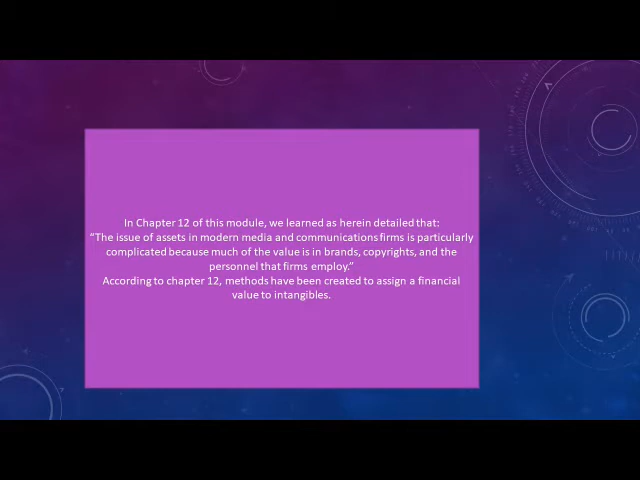 In Chapter 12 of this module, we learned as herein detailed that:
“The issue of assets in modern media and communications firms is particularly
complicated because much of the value is in brands, copyrights, and the
personnel that firms employ.”
According to chapter 12, methods have been created to assign a financial
value to intangibles.